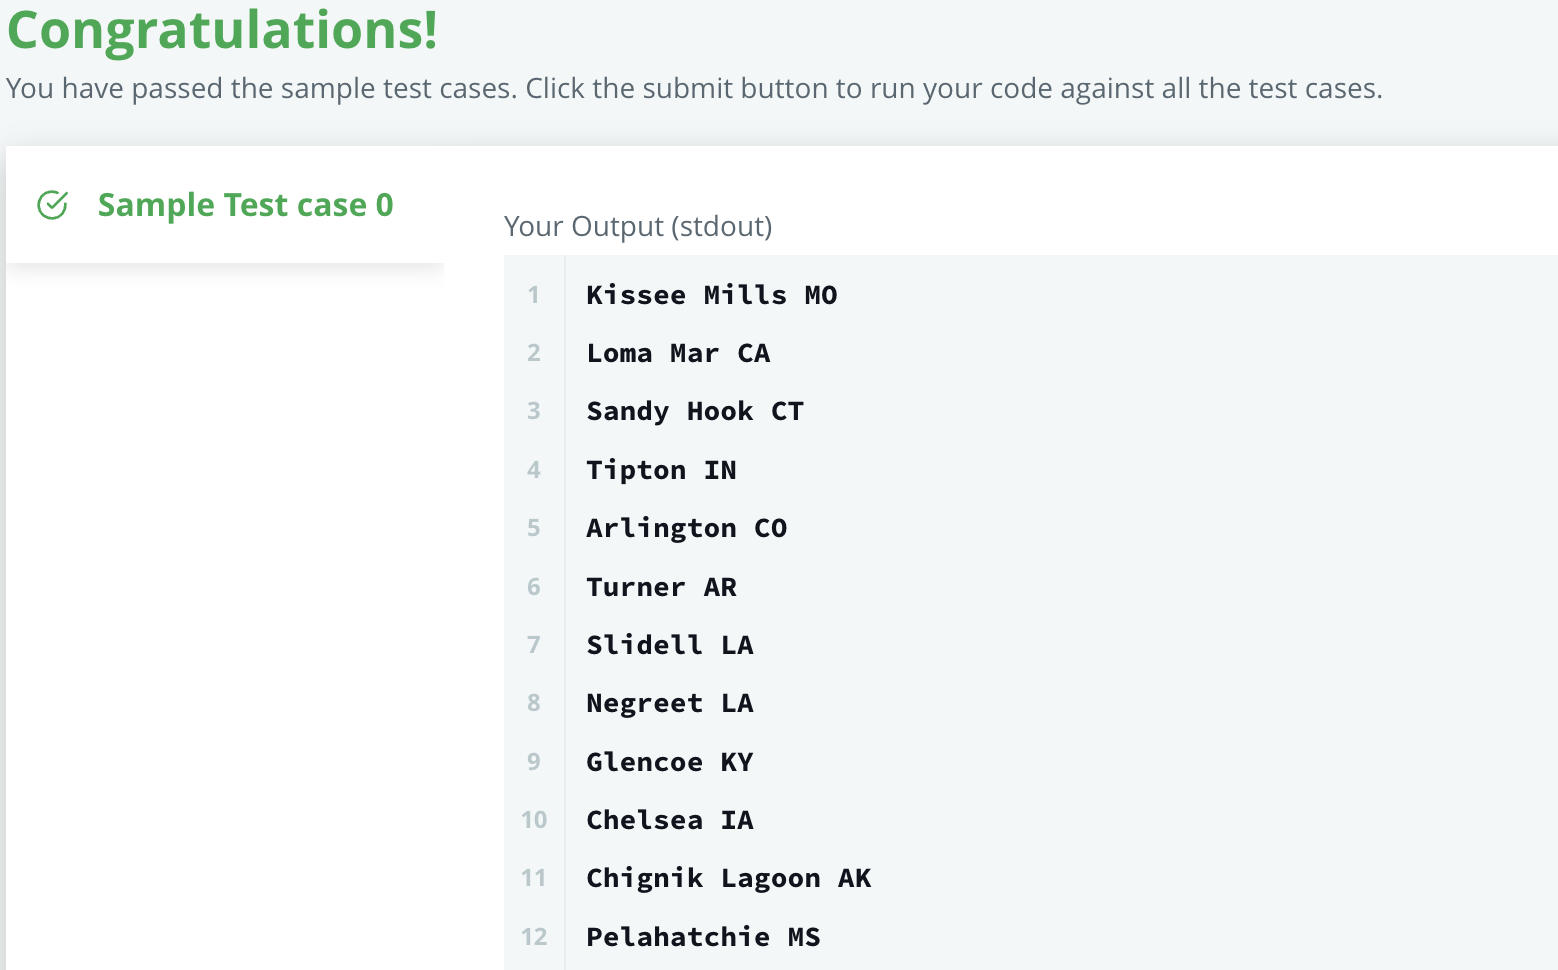 Congratulations!
You have passed the sample test cases. Click the submit button to run your code against all the test cases.
Sample Test case 0
Your Output (stdout)
1 Kissee Mills MO
2 Loma Mar CA
3 Sandy Hook CT
4 Tipton IN
5 Arlington CO
6 Turner AR
7 Slidell LA
8 Negreet LA
9 Glencoe KY
10 Chelsea IA
11 Chignik Lagoon AK
12 Pelahatchie MS